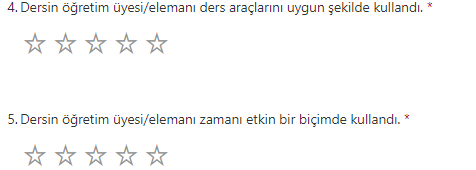 4. Dersin öğretim üyesi/elemanı ders araçlarını uygun şekilde kullandı. *
5. Dersin öğretim üyesi/elemanı zamanı etkin bir biçimde kullandı. *